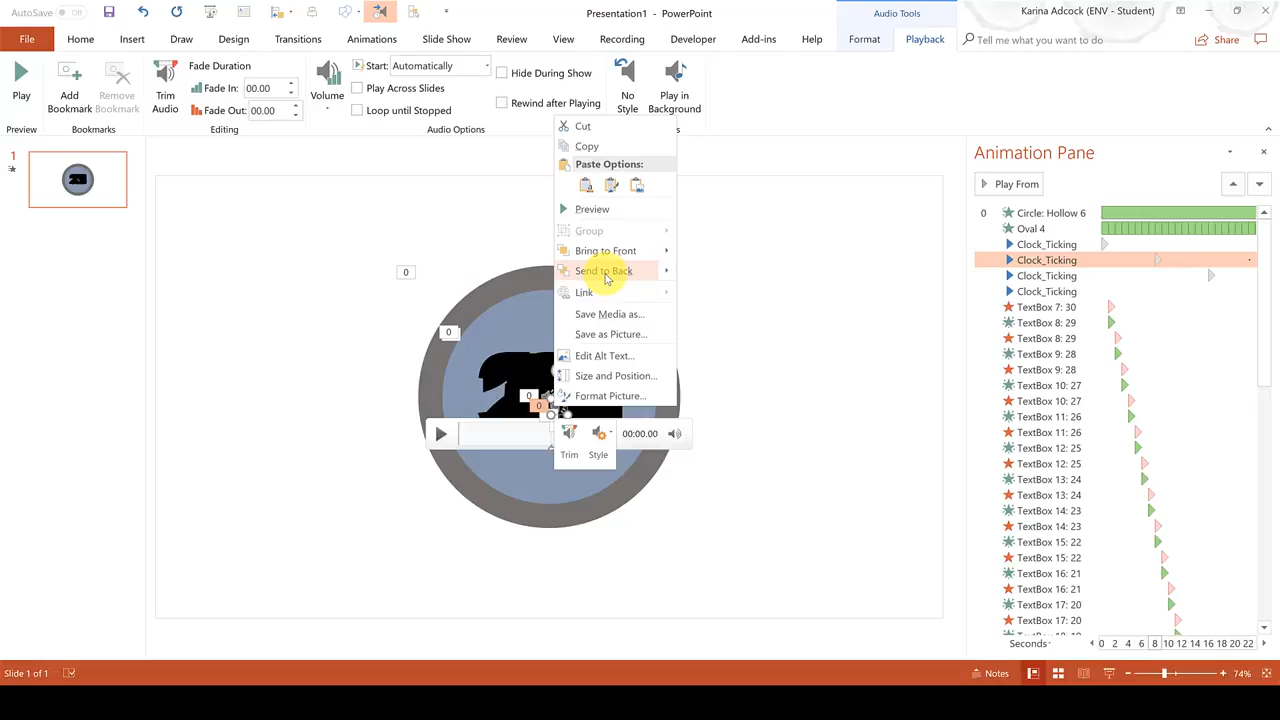 AutoSave Off
Presentation1 - PowerPoint
Audio Tools
Karina Adcock (ENV - Student)
File Home Insert Draw Design Transitions Animations Slide Show Review View Recording Developer Add-ins Help Format Playback Tell me what you want to do Share
Play
Add Bookmark
Remove Bookmark
Trim Audio
Fade Duration
Fade In: 00.00
Fade Out: 00.00
Volume
Start: Automatically
Play Across Slides
Loop until Stopped
Hide During Show
Rewind after Playing
No Style
Play in Background
Preview Bookmarks Editing Audio Options
1
Cut
Copy
Paste Options:
Preview
Group
Bring to Front
Send to Back
Link
Save Media as...
Save as Picture...
Edit Alt Text...
Size and Position...
Format Picture...
0
0
0
0
00:00.00
Trim Style
Animation Pane
Play From
0 Circle: Hollow 6
Oval 4
Clock_Ticking
Clock_Ticking
Clock_Ticking
Clock_Ticking
TextBox 7: 30
TextBox 8: 29
TextBox 8: 29
TextBox 9: 28
TextBox 9: 28
TextBox 10: 27
TextBox 10: 27
TextBox 11: 26
TextBox 11: 26
TextBox 12: 25
TextBox 12: 25
TextBox 13: 24
TextBox 13: 24
TextBox 14: 23
TextBox 14: 23
TextBox 15: 22
TextBox 15: 22
TextBox 16: 21
TextBox 16: 21
TextBox 17: 20
TextBox 17: 20
Seconds 0 2 4 6 8 10 12 14 16 18 20 22
Slide 1 of 1
Notes
74%